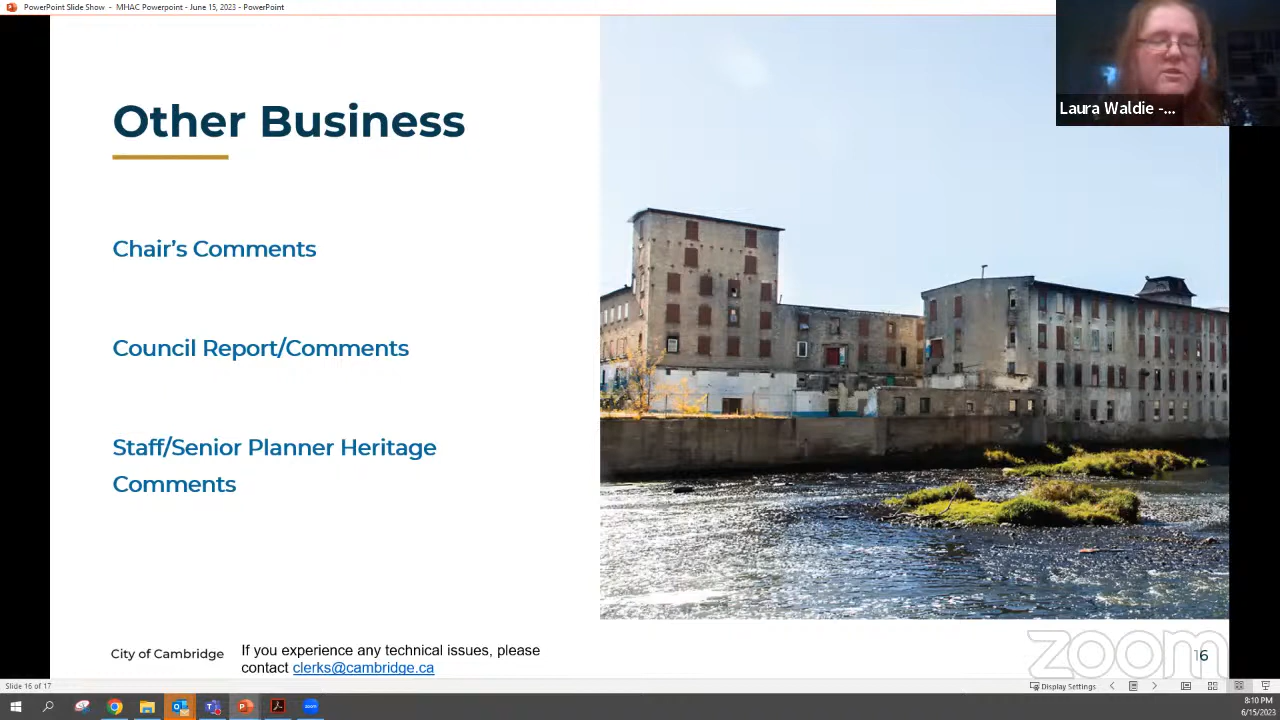 PowerPoint Slide Show - MHAC Powerpoint - June 15, 2023 - PowerPoint
Laura Waldie -...
Other Business
Chair's Comments
Council Report/Comments
Staff/Senior Planner Heritage
Comments
City of Cambridge
If you experience any technical issues, please
contact clerks@cambridge.ca
zoom
16
Slide 16 of 17
Display Settings
8:10 PM
6/15/2023